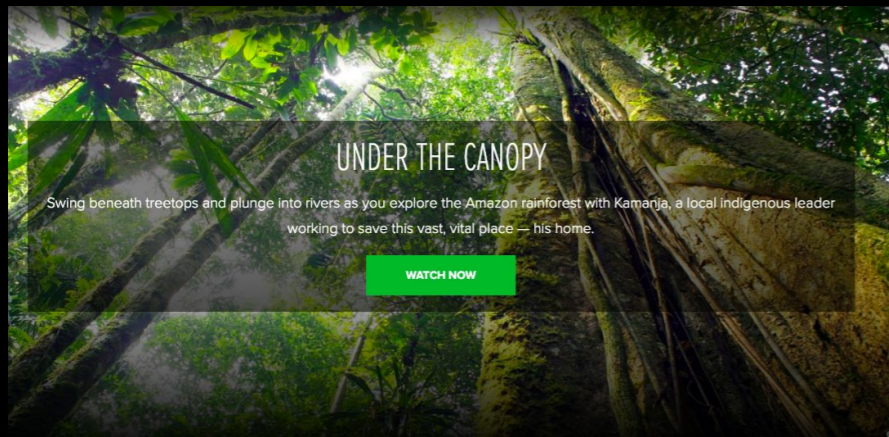 UNDER THE CANOPY
Swing beneath treetops and plunge into rivers as you explore the Amazon rainforest with Kamanja, a local indigenous leader
working to save this vast, vital place — his home.
WATCH NOW